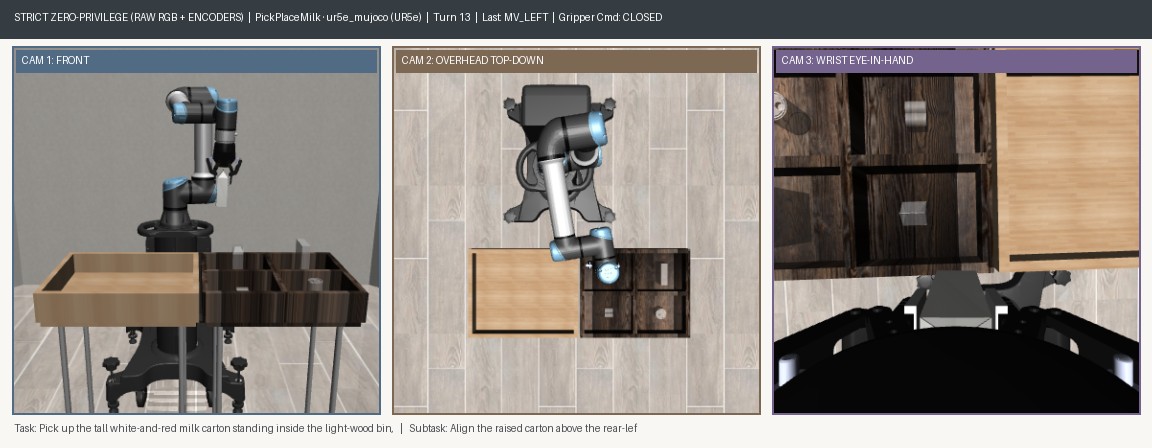 STRICT ZERO-PRIVILEGE (RAW RGB + ENCODERS) | PickPlaceMilk · ur5e_mujoco (UR5e) | Turn 13 | Last MV_LEFT | Gripper Cmd: CLOSED
CAM 1: FRONT
CAM 2: OVERHEAD TOP-DOWN
CAM 3: WRIST EYE-IN-HAND
Task: Pick up the tall white-and-red milk carton standing inside the light-wood bin, | Subtask: Align the raised carton above the rear-lef